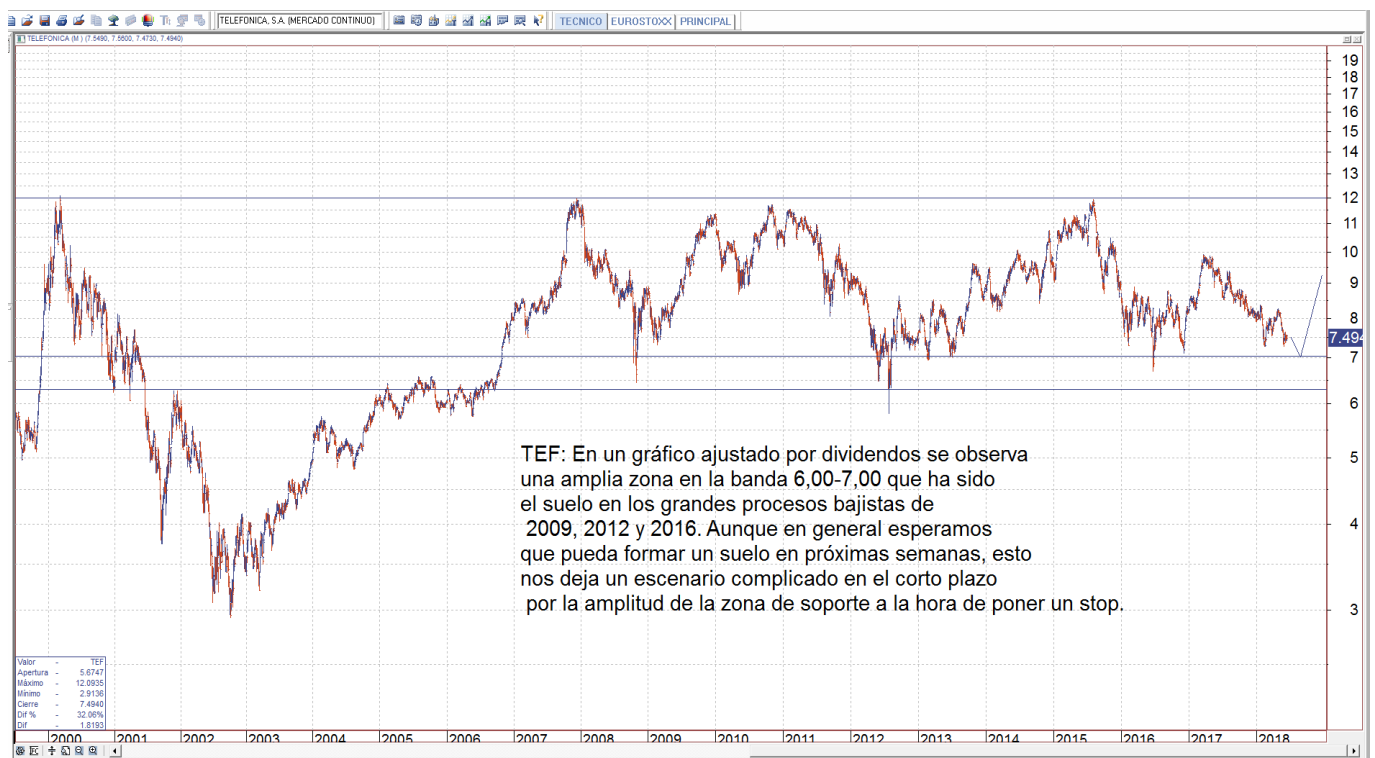 TELEFONICA, S.A. (MERCADO CONTINUO)
TECNICO
EUROSTOXX
PRINCIPAL
TELEFONICA (M ) (7.5490, 7.5600, 7.4730, 7.4940)
19
18
17
16
15
14
13
12
11
10
9
8
7.494
7
6
5
4
3
TEF: En un gráfico ajustado por dividendos se observa
una amplia zona en la banda 6,00-7,00 que ha sido
el suelo en los grandes procesos bajistas de
2009, 2012 y 2016. Aunque en general esperamos
que pueda formar un suelo en próximas semanas, esto
nos deja un escenario complicado en el corto plazo
por la amplitud de la zona de soporte a la hora de poner un stop.
Valor - TEF
Apertura - 5.6747
Máximo - 12.0935
Mínimo - 2.9136
Cierre - 7.4940
Dif % - 32.06%
Dif - 1.8193
2000 2001 2002 2003 2004 2005 2006 2007 2008 2009 2010 2011 2012 2013 2014 2015 2016 2017 2018